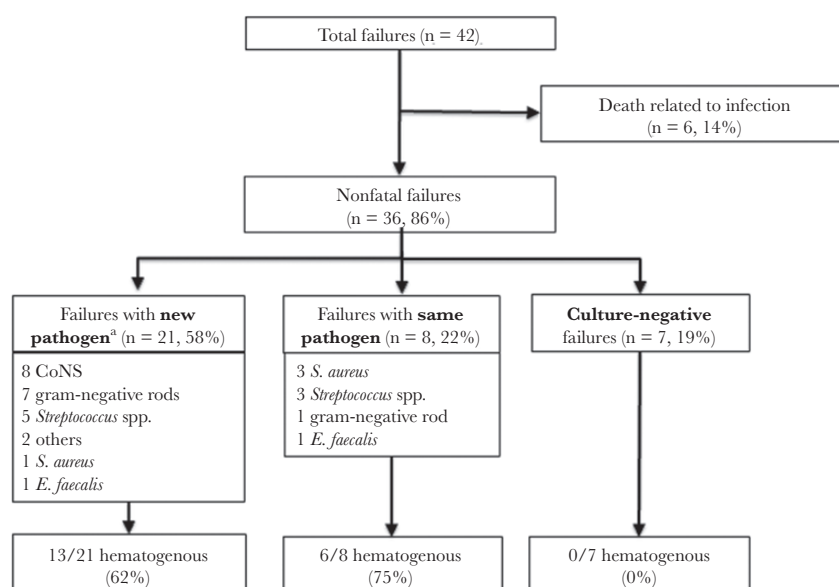 Total failures (n = 42)
Death related to infection
(n = 6, 14%)
Nonfatal failures
(n = 36, 86%)
Failures with new
pathogenᵃ (n = 21, 58%)
8 CoNS
7 gram-negative rods
5 Streptococcus spp.
2 others
1 S. aureus
1 E. faecalis
Failures with same
pathogen (n = 8, 22%)
3 S. aureus
3 Streptococcus spp.
1 gram-negative rod
1 E. faecalis
Culture-negative
failures (n = 7, 19%)
13/21 hematogenous
(62%)
6/8 hematogenous
(75%)
0/7 hematogenous
(0%)